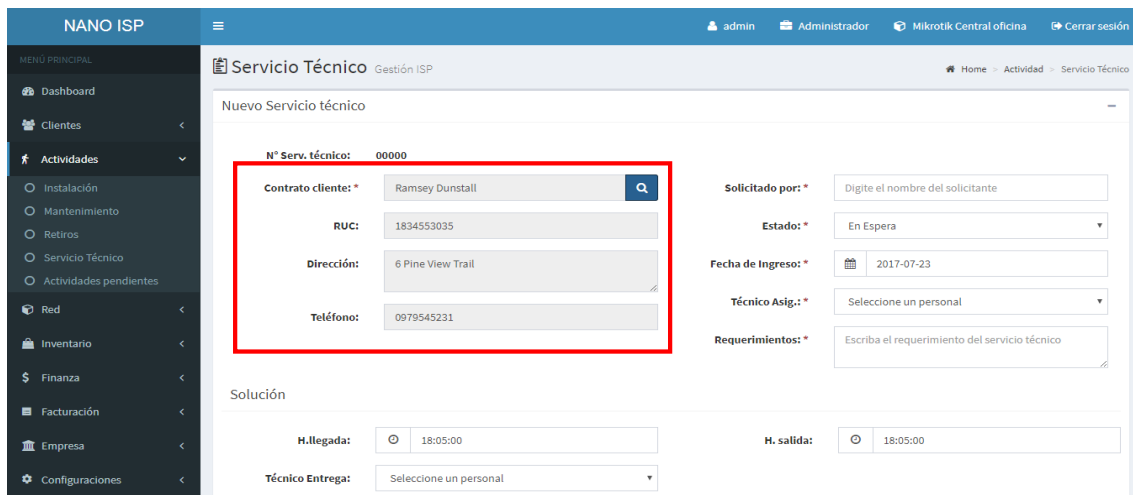 NANO ISP
admin Administrador Mikrotik Central oficina Cerrar sesión
MENÚ PRINCIPAL
Dashboard
Clientes
Actividades
Instalación
Mantenimiento
Retiros
Servicio Técnico
Actividades pendientes
Red
Inventario
Finanza
Facturación
Empresa
Configuraciones
Servicio Técnico Gestión ISP
Home > Actividad > Servicio Técnico
Nuevo Servicio técnico
N° Serv. técnico: 00000
Contrato cliente: * Ramsey Dunstall
RUC: 1834553035
Dirección: 6 Pine View Trail
Teléfono: 0979545231
Solicitado por: * Digite el nombre del solicitante
Estado: * En Espera
Fecha de Ingreso: * 2017-07-23
Técnico Asig.: * Seleccione un personal
Requerimientos: * Escriba el requerimiento del servicio técnico
Solución
H.llegada: 18:05:00
H. salida: 18:05:00
Técnico Entrega: Seleccione un personal